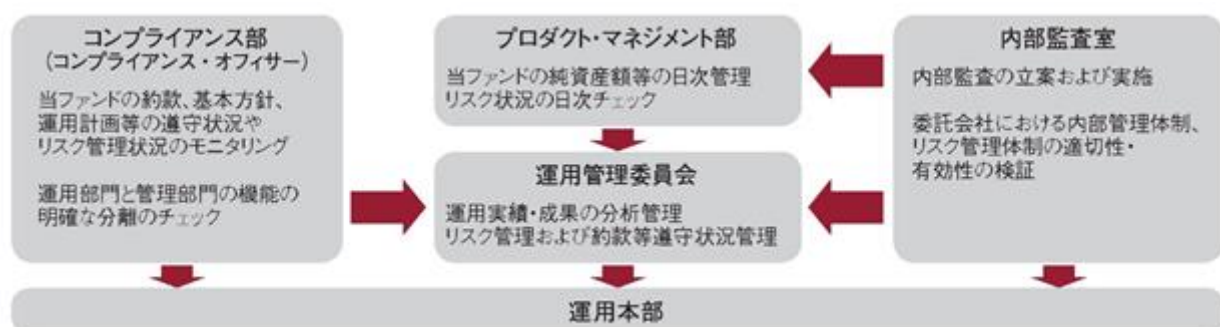 コンプライアンス部
(コンプライアンス・オフィサー)
当ファンドの約款、基本方針、
運用計画等の遵守状況や
リスク管理状況のモニタリング
運用部門と管理部門の機能の
明確な分離のチェック
プロダクト・マネジメント部
当ファンドの純資産額等の日次管理
リスク状況の日次チェック
運用管理委員会
運用実績・成果の分析管理
リスク管理および約款等遵守状況管理
内部監査室
内部監査の立案および実施
委託会社における内部管理体制、
リスク管理体制の適切性・
有効性の検証
運用本部